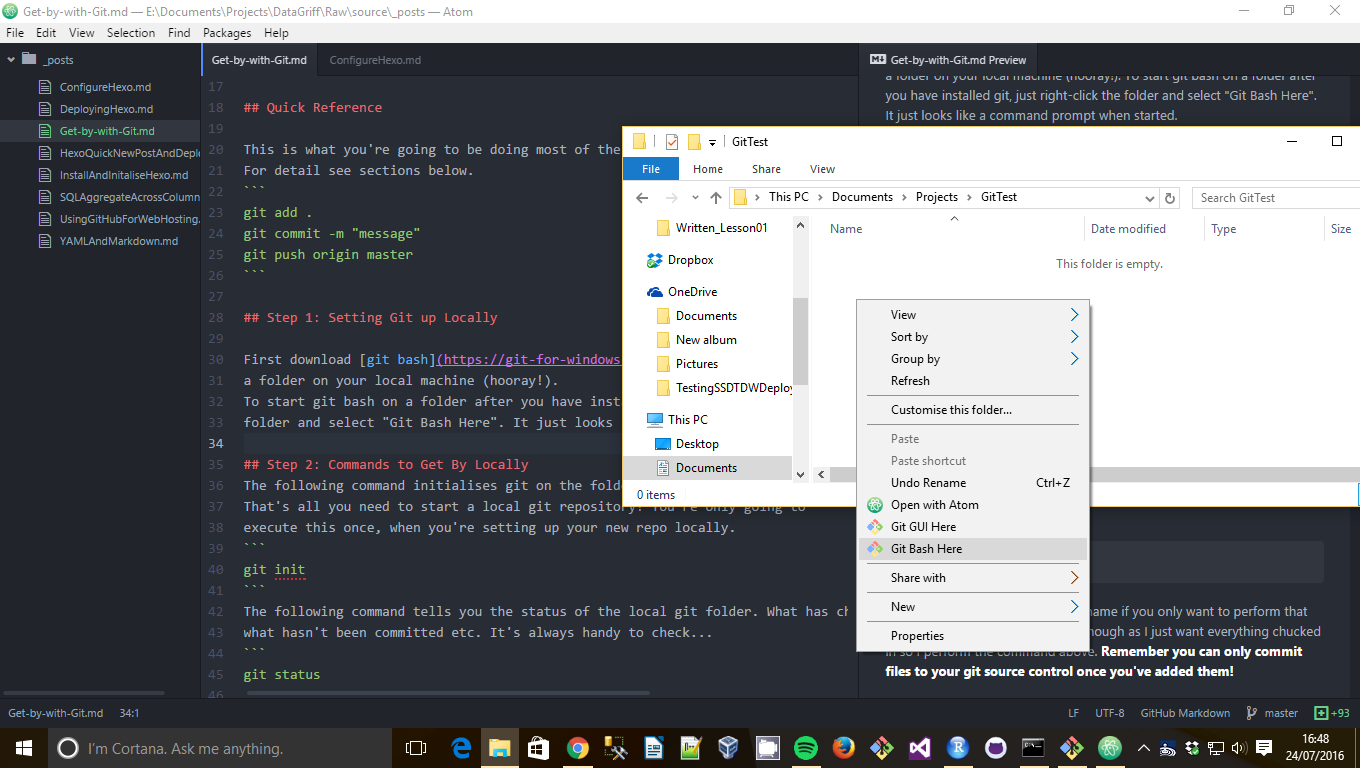 Get-by-with-Git.md — E:\Documents\Projects\DataGriff\Raw\source\_posts — Atom
File Edit View Selection Find Packages Help
_posts
ConfigureHexo.md
DeployingHexo.md
Get-by-with-Git.md
HexoQuickNewPostAndDeplo
InstallAndInitaliseHexo.md
SQLAggregateAcrossColumn
UsingGitHubForWebHosting.
YAMLAndMarkdown.md
Get-by-with-Git.md ConfigureHexo.md
17
18 ## Quick Reference
19
20 This is what you're going to be doing most of the
21 For detail see sections below.
22 ```
23 git add .
24 git commit -m "message"
25 git push origin master
26 ```
27
28 ## Step 1: Setting Git up Locally
29
30 First download [git bash](https://git-for-windows.
31 a folder on your local machine (hooray!).
32 To start git bash on a folder after you have inst
33 folder and select "Git Bash Here". It just looks
34
35 ## Step 2: Commands to Get By Locally
36 The following command initialises git on the fold
37 That's all you need to start a local git repository! You're only going to
38 execute this once, when you're setting up your new repo locally.
39 ```
40 git init
41 ```
42 The following command tells you the status of the local git folder. What has ch
43 what hasn't been committed etc. It's always handy to check...
44 ```
45 git status
46
Get-by-with-Git.md Preview
a folder on your local machine (hooray!). To start git bash on a folder after
you have installed git, just right-click the folder and select "Git Bash Here".
It just looks like a command prompt when started.
GitTest
File Home Share View
This PC Documents Projects GitTest
Search GitTest
Written_Lesson01
Dropbox
OneDrive
Documents
New album
Pictures
TestingSSDTDWDeploy
This PC
Desktop
Documents
Name Date modified Type Size
This folder is empty.
0 items
View
Sort by
Group by
Refresh
Customise this folder...
Paste
Paste shortcut
Undo Rename Ctrl+Z
Open with Atom
Git GUI Here
Git Bash Here
Share with
New
Properties
name if you only want to perform that
hough as I just want everything chucked
in so I perform the command above. Remember you can only commit
files to your git source control once you've added them!
Get-by-with-Git.md 34:1
LF UTF-8 GitHub Markdown master +93
I'm Cortana. Ask me anything.
16:48
24/07/2016